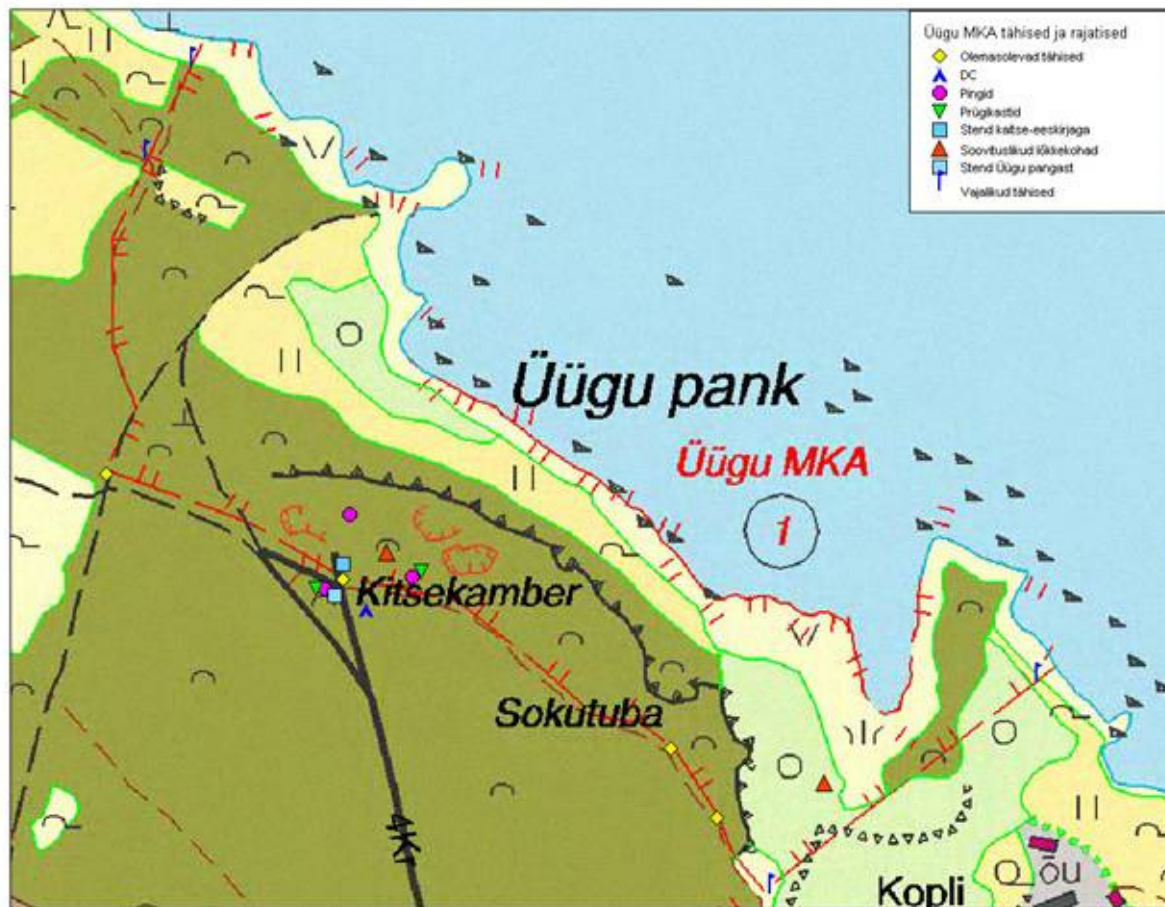 Üügu MKA tähised ja rajatised
Olemasolevad tähised
DC
Pingid
Prügikastid
Stend kaitse-eeskirjaga
Soovituslikud lõkkekohad
Stend Üügu pangast
Vajalikud tähised
Üügu pank
Üügu MKA
1
Kitsekamber
Sokutuba
4K1
Õu
Kopli